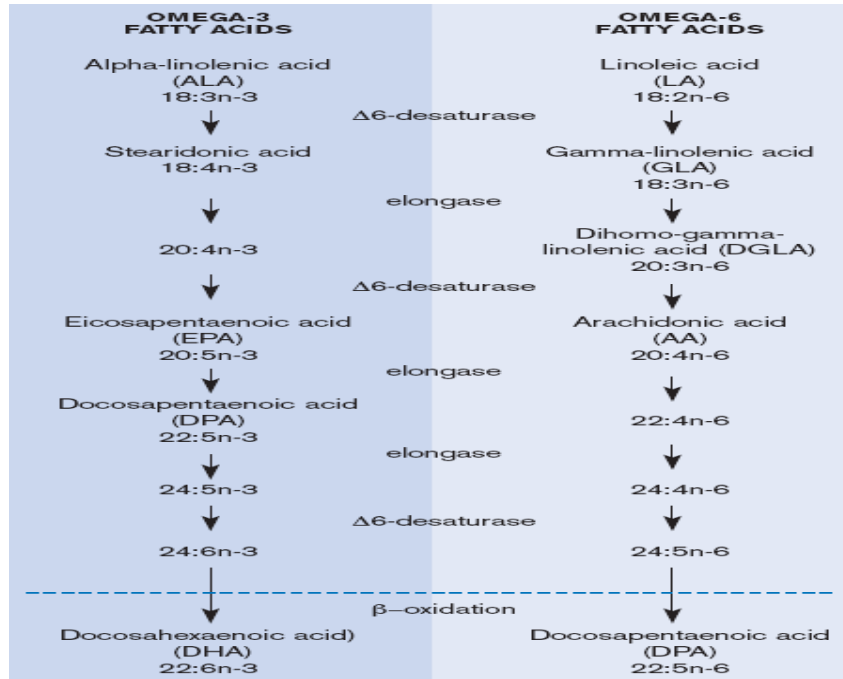 OMEGA-3
FATTY ACIDS
OMEGA-6
FATTY ACIDS
Alpha-linolenic acid
(ALA)
18:3n-3
Linoleic acid
(LA)
18:2n-6
Δ6-desaturase
Stearidonic acid
18:4n-3
Gamma-linolenic acid
(GLA)
18:3n-6
elongase
20:4n-3
Dihomo-gamma-
linolenic acid (DGLA)
20:3n-6
Δ6-desaturase
Eicosapentaenoic acid
(EPA)
20:5n-3
Arachidonic acid
(AA)
20:4n-6
elongase
Docosapentaenoic acid
(DPA)
22:5n-3
22:4n-6
elongase
24:5n-3
24:4n-6
Δ6-desaturase
24:6n-3
24:5n-6
β–oxidation
Docosahexaenoic acid)
(DHA)
22:6n-3
Docosapentaenoic acid
(DPA)
22:5n-6